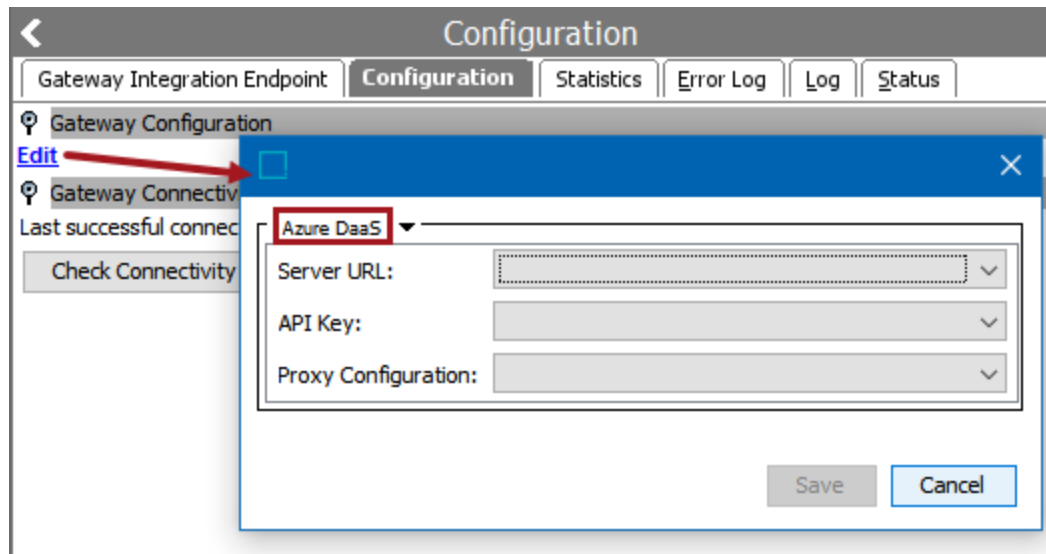 Configuration
Gateway Integration Endpoint Configuration Statistics Error Log Log Status
Gateway Configuration
Edit
Gateway Connectiv
Last successful connec
Check Connectivity
Azure DaaS
Server URL:
API Key:
Proxy Configuration:
Save Cancel